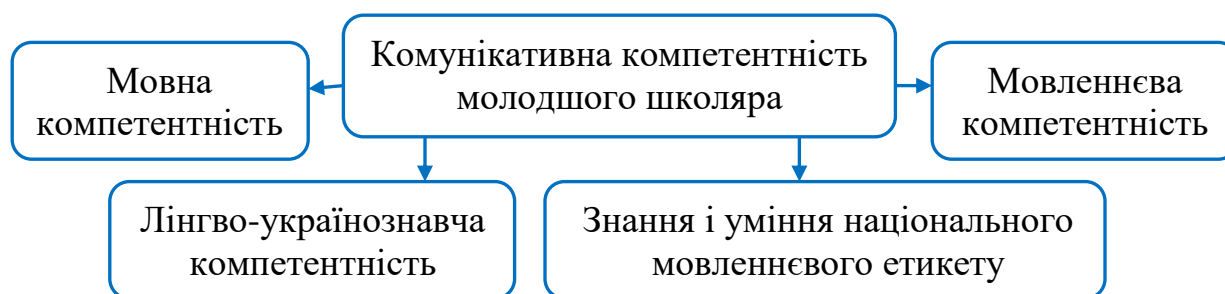 Комунікативна компетентність
молодшого школяра
Мовна
компетентність
Мовленнєва
компетентність
Лінгво-українознавча
компетентність
Знання і уміння національного
мовленнєвого етикету